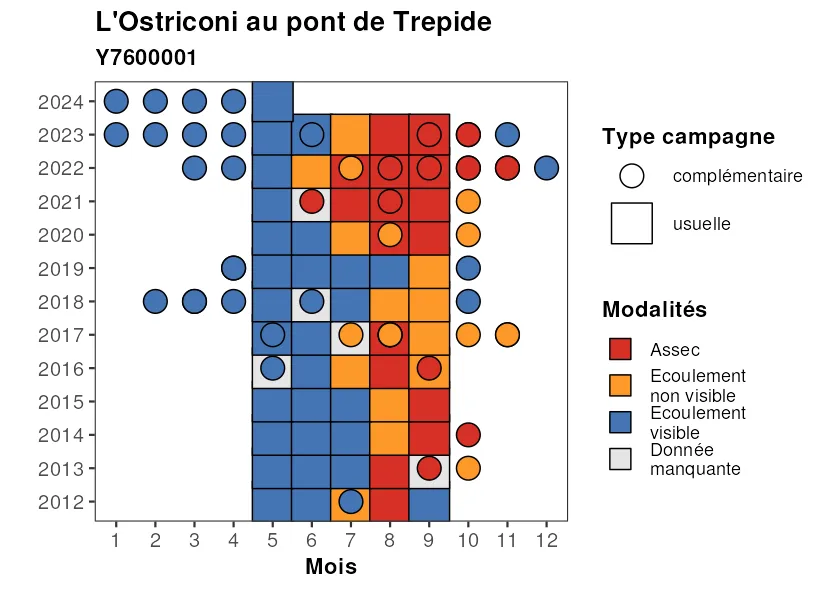 L'Ostriconi au pont de Trepide
Y7600001
2024
2023
2022
2021
2020
2019
2018
2017
2016
2015
2014
2013
2012
1 2 3 4 5 6 7 8 9 10 11 12
Mois
Type campagne
complémentaire
usuelle
Modalités
Assec
Ecoulement
non visible
Ecoulement
visible
Donnée
manquante